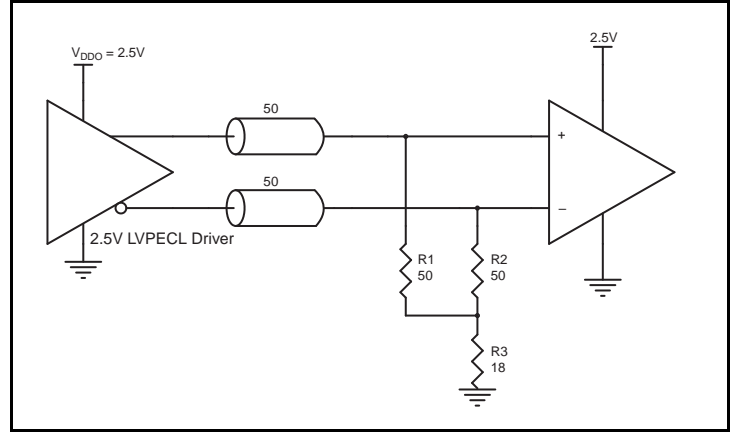 V_DDO = 2.5V
2.5V
50
+
50
−
2.5V LVPECL Driver
R1
50
R2
50
R3
18